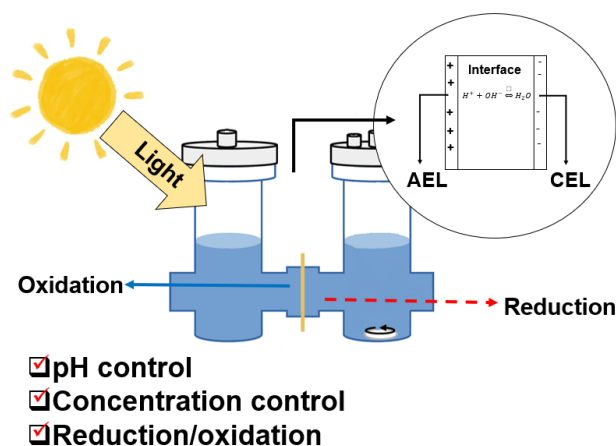 Light
Interface
H⁺ + OH⁻ ⇔ H₂O
AEL
CEL
Oxidation
Reduction
pH control
Concentration control
Reduction/oxidation